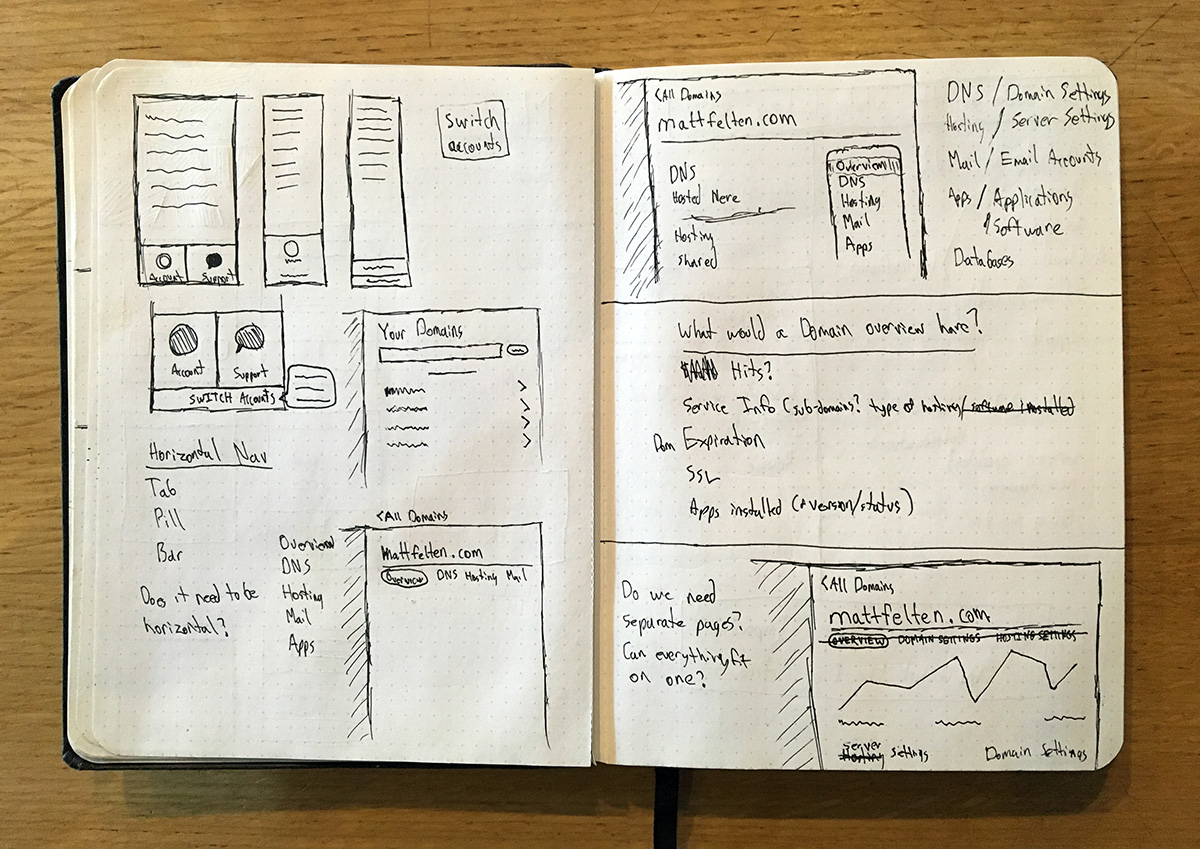 Switch
accounts
Account
Support
Account
Support
SWITCH Accounts
Your Domains
Horizontal Nav
Tab
Pill
Bar
Does it need to be
horizontal?
Overview
DNS
Hosting
Mail
Apps
<All Domains
mattfelten.com
Overview DNS Hosting Mail
<All Domains
mattfelten.com
DNS
Hosted Here
Hosting
Shared
Overview
DNS
Hosting
Mail
Apps
DNS / Domain Settings
Hosting / Server Settings
Mail / Email Accounts
Apps / Applications
& Software
Databases
What would a Domain overview have?
Hits?
Service Info (sub-domains? type of hosting/software installed
Dom Expiration
SSL
Apps installed (+ version/status)
Do we need
separate pages?
Can everything fit
on one?
<All Domains
mattfelten.com
OVERVIEW DOMAIN SETTINGS HOSTING SETTINGS
Server
Hosting Settings
Domain Settings